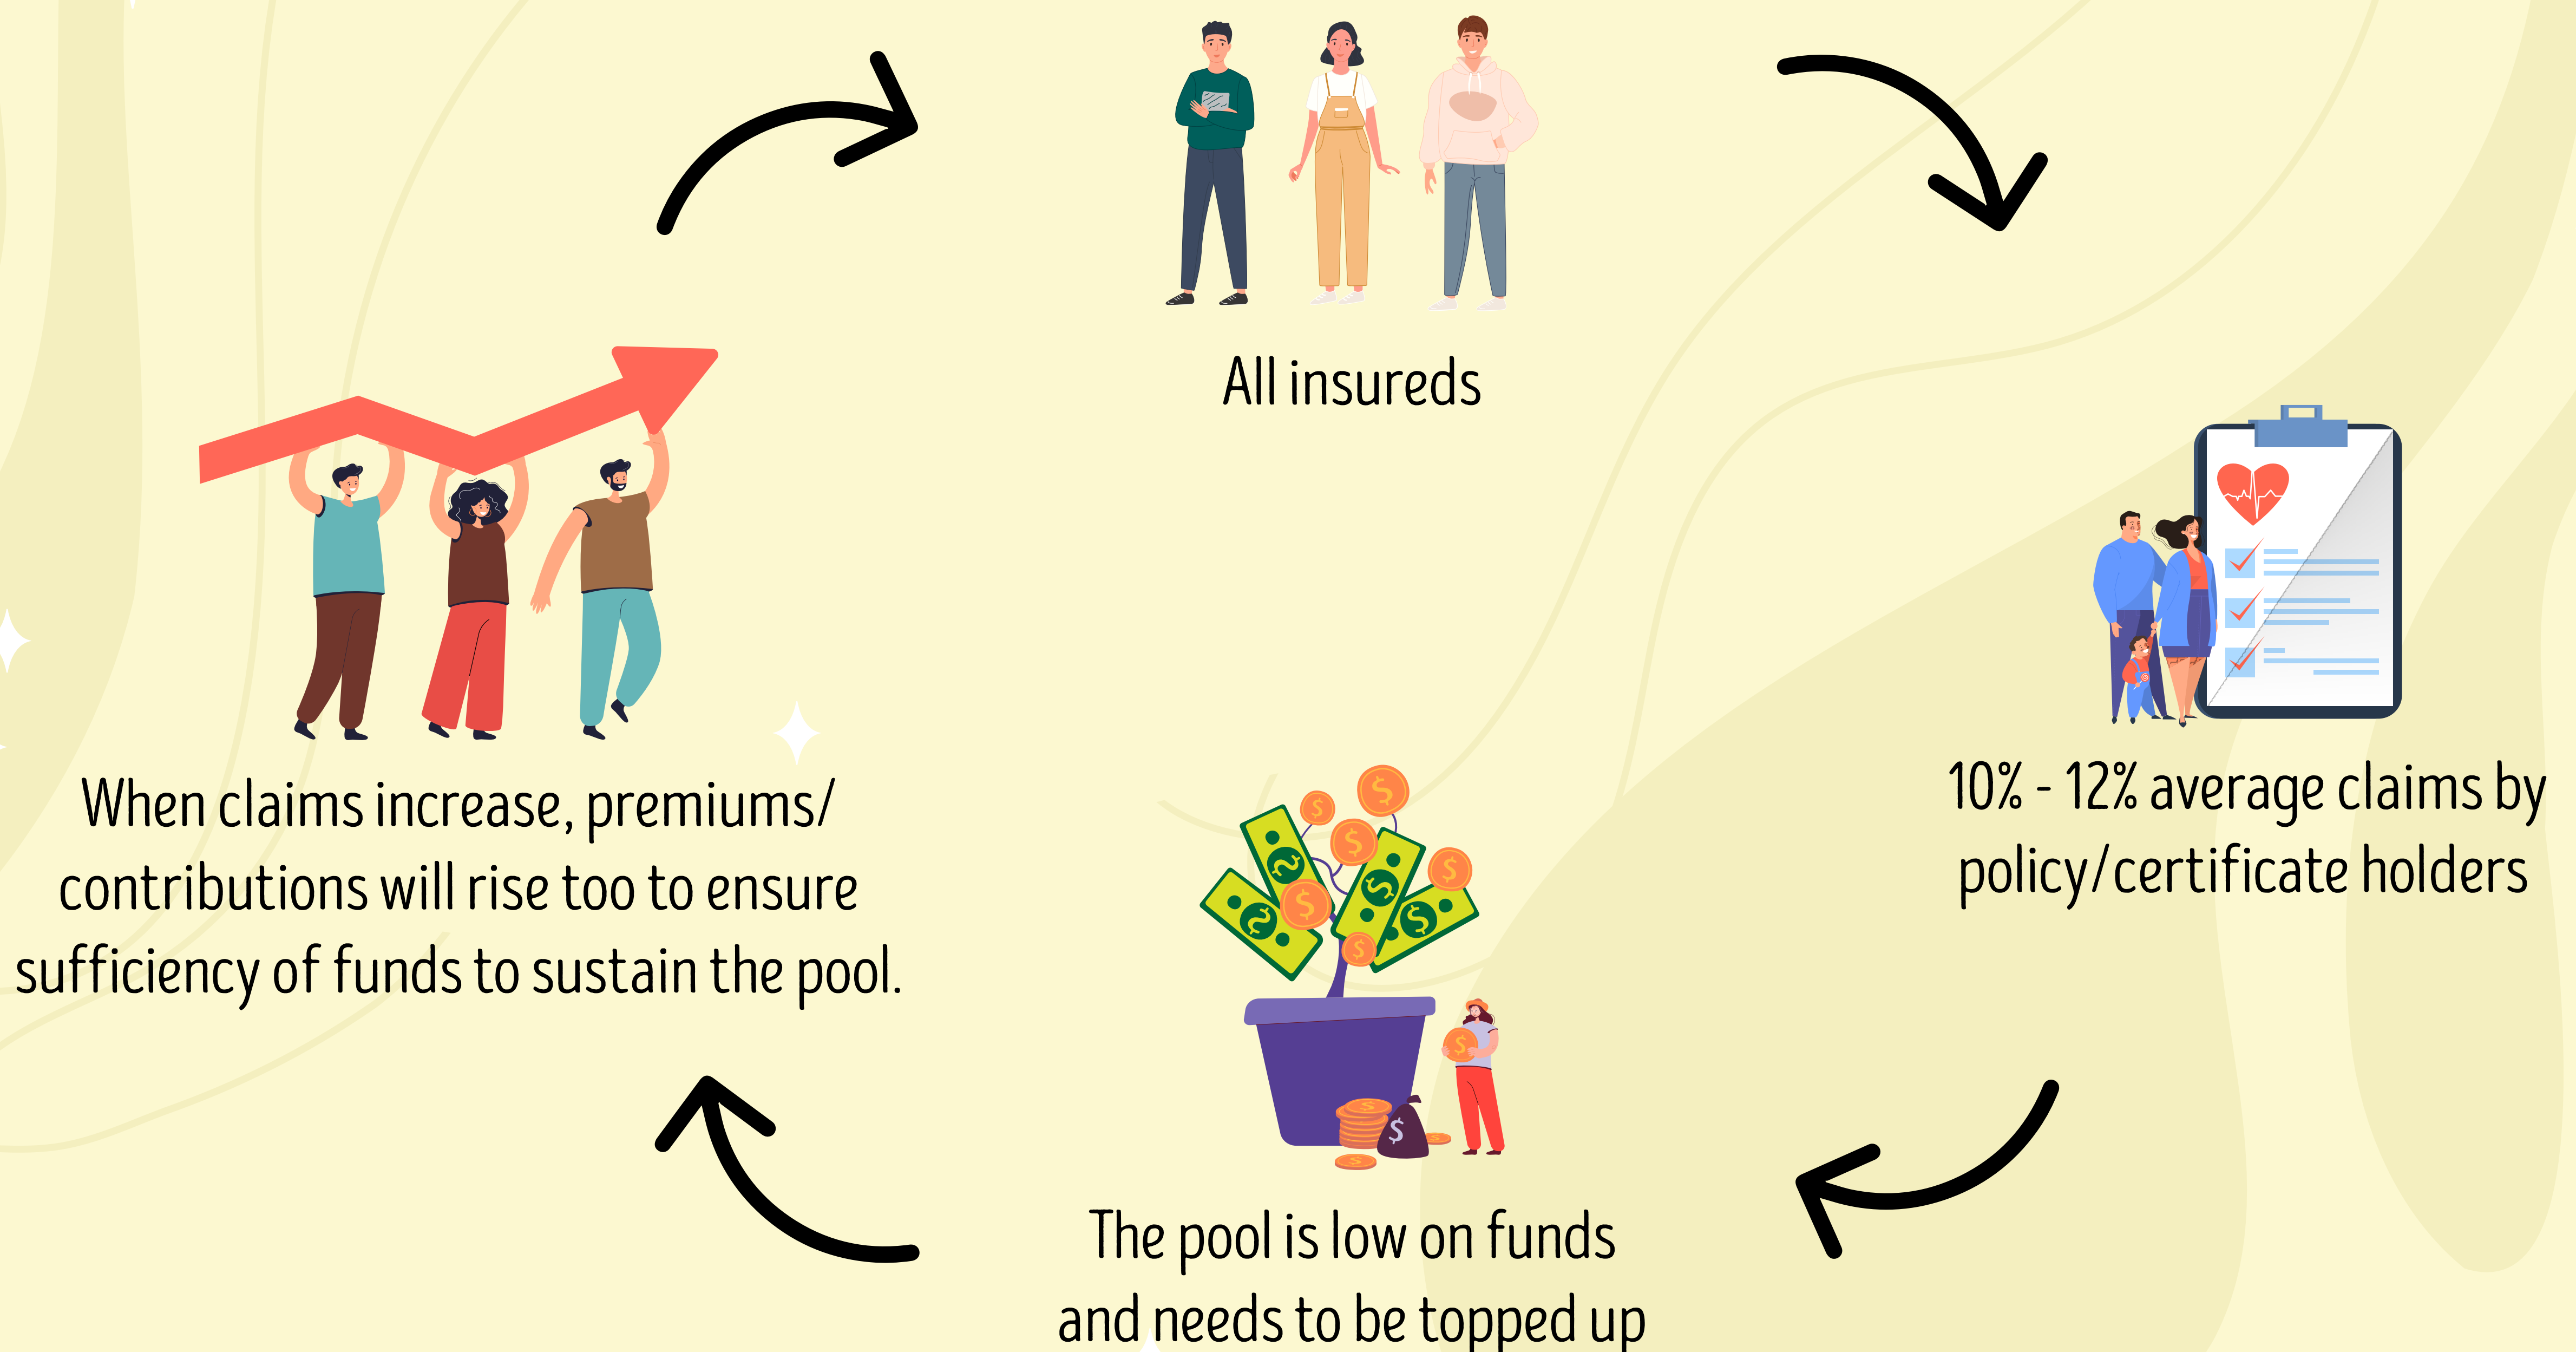 All insureds
10% - 12% average claims by
policy/certificate holders
The pool is low on funds
and needs to be topped up
When claims increase, premiums/
contributions will rise too to ensure
sufficiency of funds to sustain the pool.